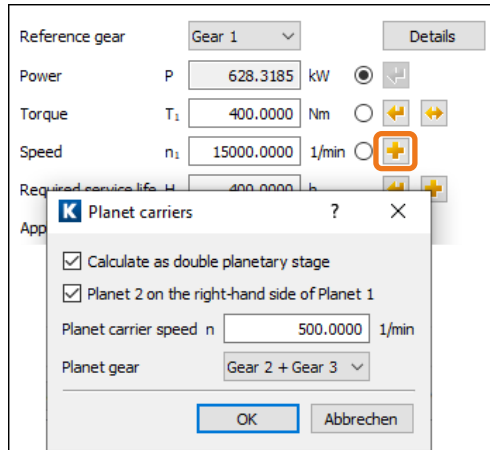 Reference gear Gear 1 Details
Power P 628.3185 kW
Torque T₁ 400.0000 Nm
Speed n₁ 15000.0000 1/min
Required service life H 400.0000 h
App
K Planet carriers ? ×
Calculate as double planetary stage
Planet 2 on the right-hand side of Planet 1
Planet carrier speed n 500.0000 1/min
Planet gear Gear 2 + Gear 3
OK Abbrechen